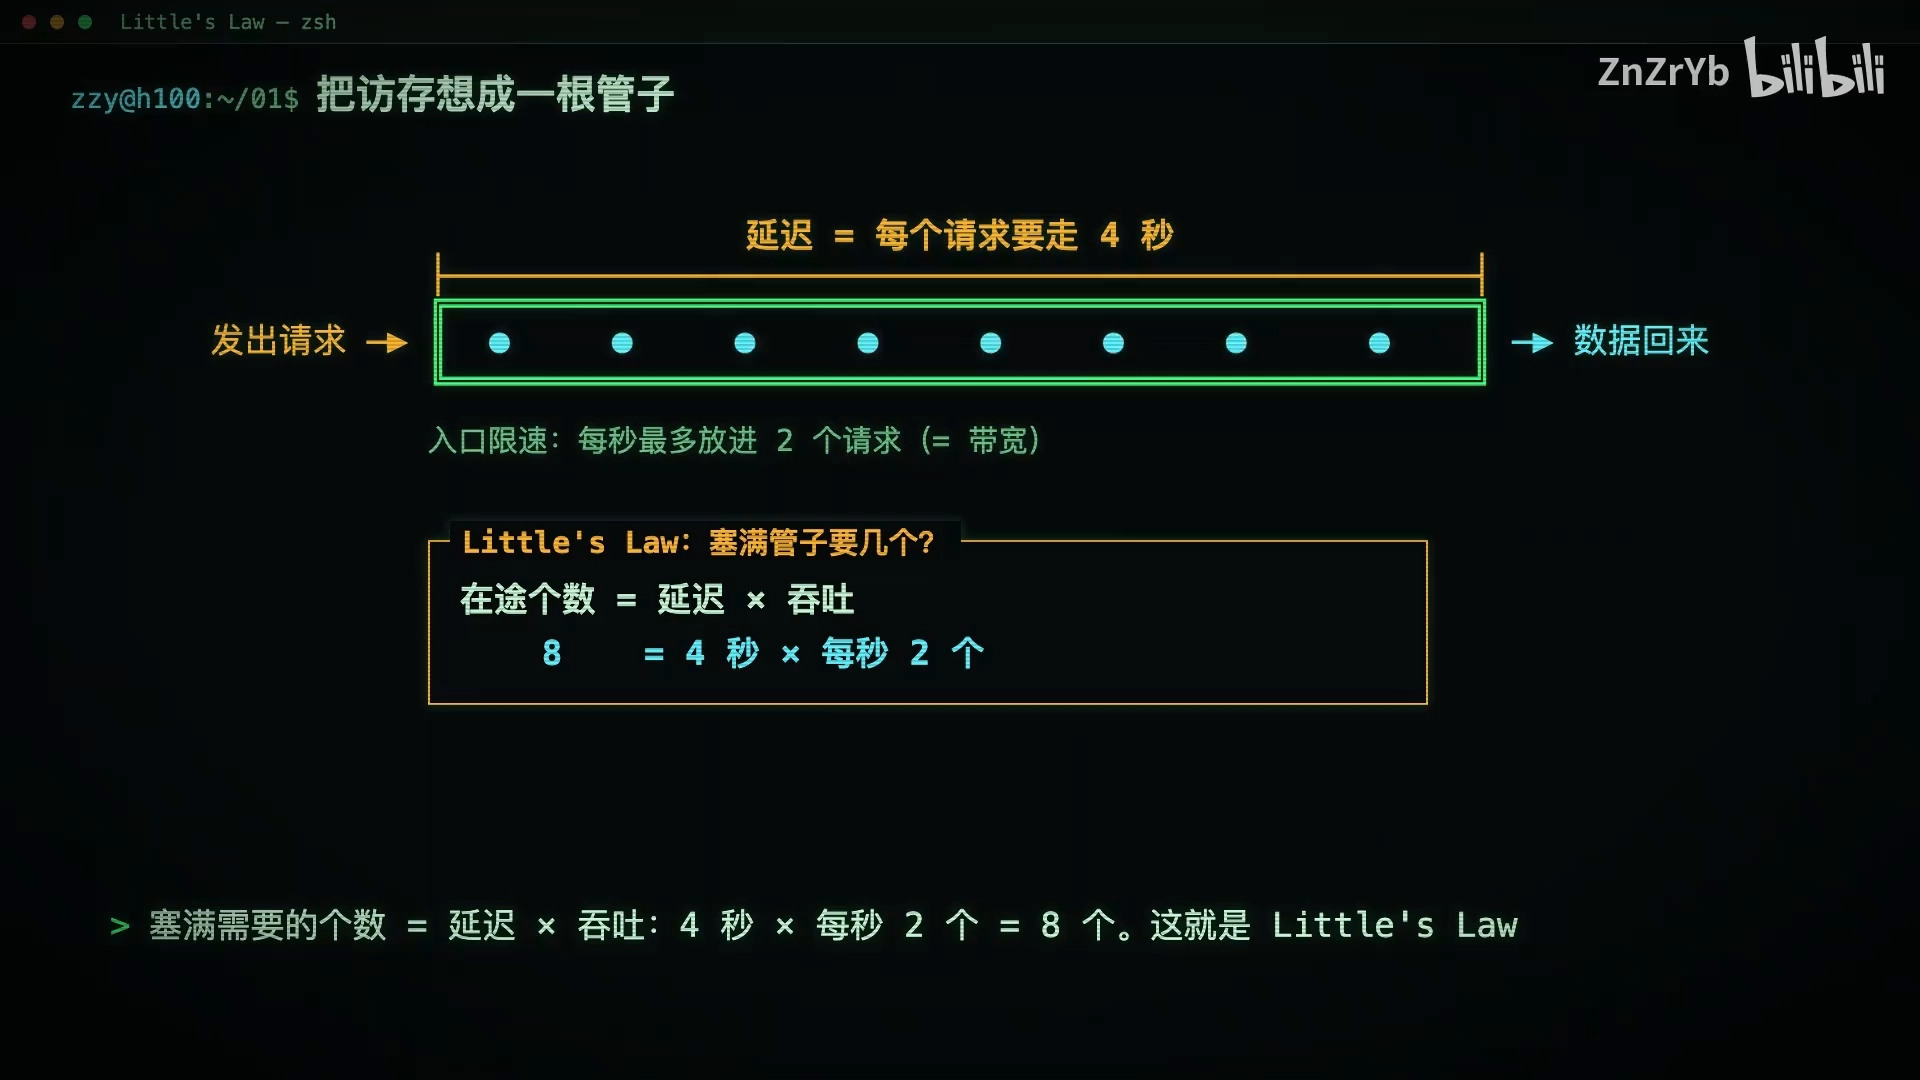 Little's Law — zsh
ZnZrYb bilibili
zzy@h100:~/01$ 把访存想成一根管子
延迟 = 每个请求要走 4 秒
发出请求 → → 数据回来
入口限速：每秒最多放进 2 个请求 (= 带宽)
Little's Law：塞满管子要几个？
在途个数 = 延迟 × 吞吐
8 = 4 秒 × 每秒 2 个
> 塞满需要的个数 = 延迟 × 吞吐：4 秒 × 每秒 2 个 = 8 个。这就是 Little's Law